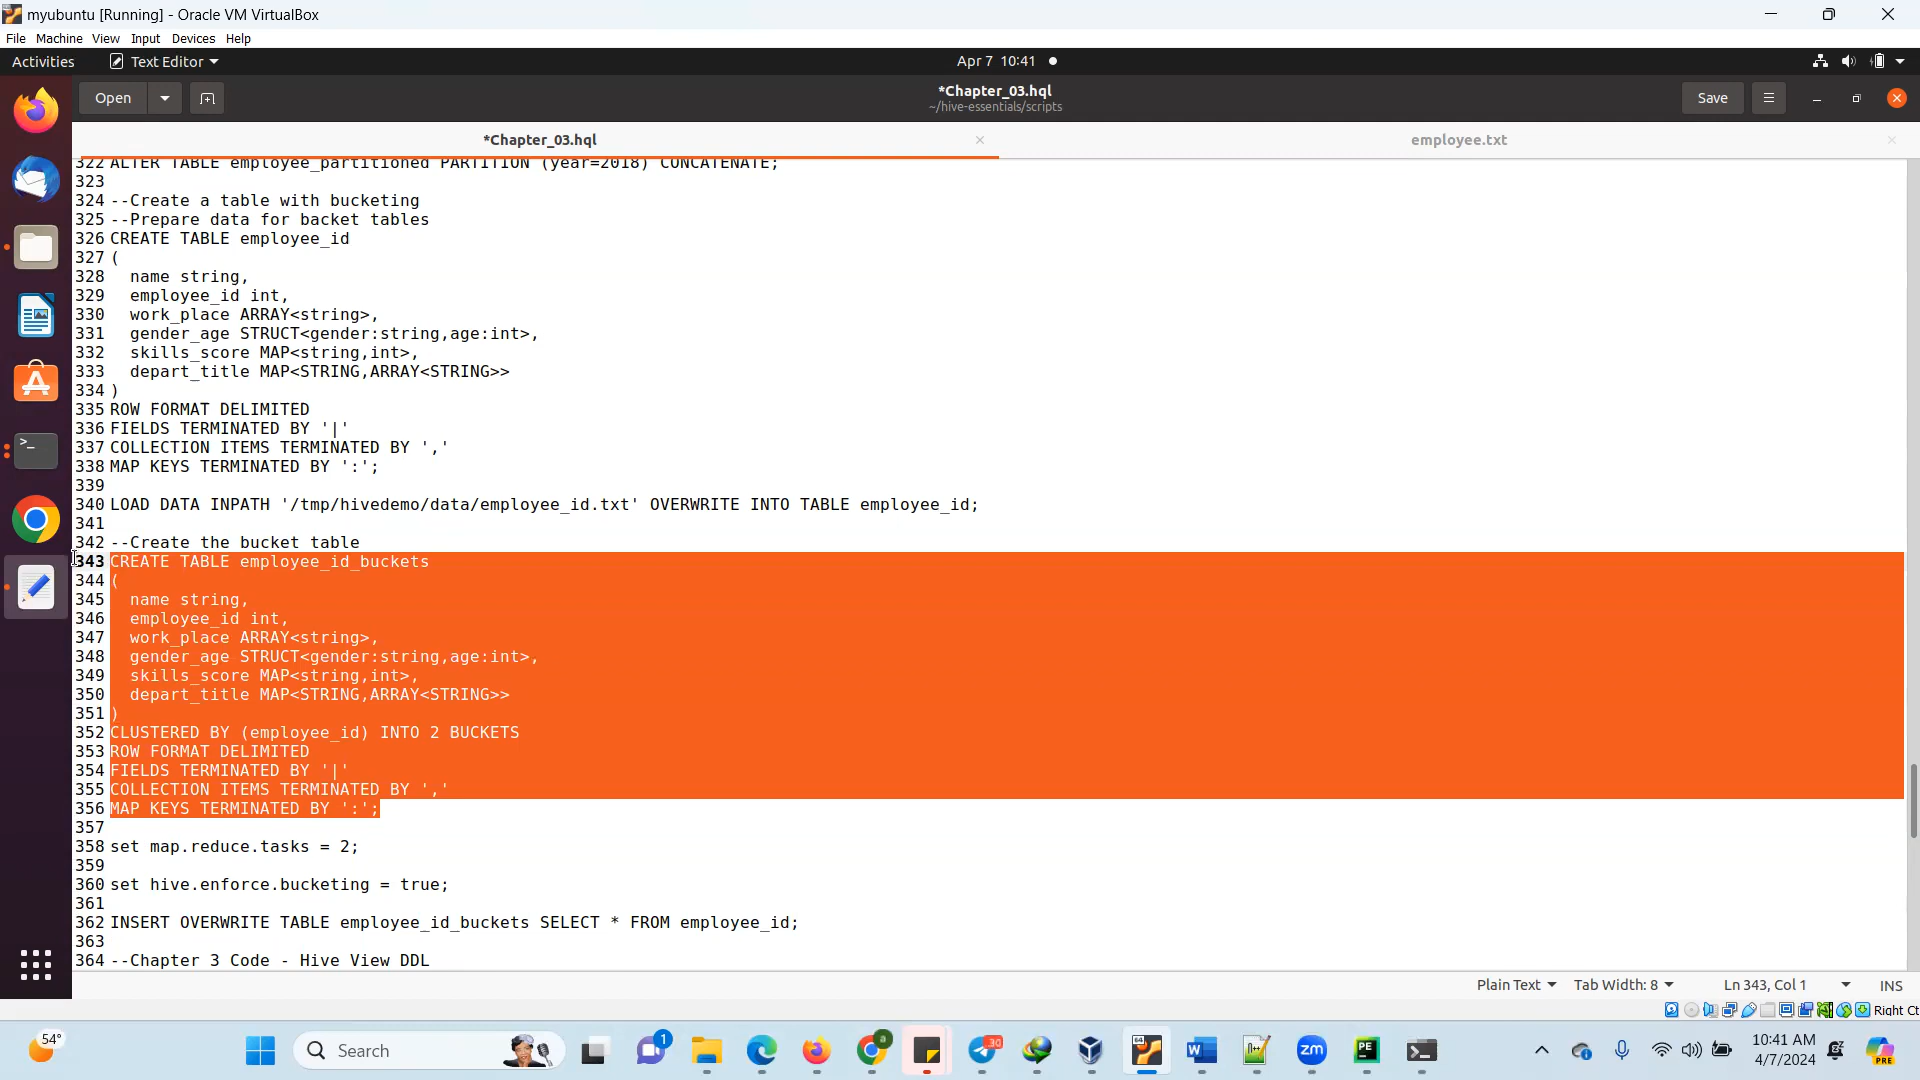 myubuntu [Running] - Oracle VM VirtualBox
File Machine View Input Devices Help
Activities Text Editor Apr 7 10:41
Open *Chapter_03.hql Save
~/hive-essentials/scripts
*Chapter_03.hql employee.txt
322 ALTER TABLE employee_partitioned PARTITION (year=2018) CONCATENATE;
323
324 --Create a table with bucketing
325 --Prepare data for backet tables
326 CREATE TABLE employee_id
327 (
328   name string,
329   employee_id int,
330   work_place ARRAY<string>,
331   gender_age STRUCT<gender:string,age:int>,
332   skills_score MAP<string,int>,
333   depart_title MAP<STRING,ARRAY<STRING>>
334 )
335 ROW FORMAT DELIMITED
336 FIELDS TERMINATED BY '|'
337 COLLECTION ITEMS TERMINATED BY ','
338 MAP KEYS TERMINATED BY ':';
339
340 LOAD DATA INPATH '/tmp/hivedemo/data/employee_id.txt' OVERWRITE INTO TABLE employee_id;
341
342 --Create the bucket table
343 CREATE TABLE employee_id_buckets
344 (
345   name string,
346   employee_id int,
347   work_place ARRAY<string>,
348   gender_age STRUCT<gender:string,age:int>,
349   skills_score MAP<string,int>,
350   depart_title MAP<STRING,ARRAY<STRING>>
351 )
352 CLUSTERED BY (employee_id) INTO 2 BUCKETS
353 ROW FORMAT DELIMITED
354 FIELDS TERMINATED BY '|'
355 COLLECTION ITEMS TERMINATED BY ','
356 MAP KEYS TERMINATED BY ':';
357
358 set map.reduce.tasks = 2;
359
360 set hive.enforce.bucketing = true;
361
362 INSERT OVERWRITE TABLE employee_id_buckets SELECT * FROM employee_id;
363
364 --Chapter 3 Code - Hive View DDL
Plain Text Tab Width: 8 Ln 343, Col 1 INS
Right Ct
54° Search 1 30 10:41 AM
4/7/2024